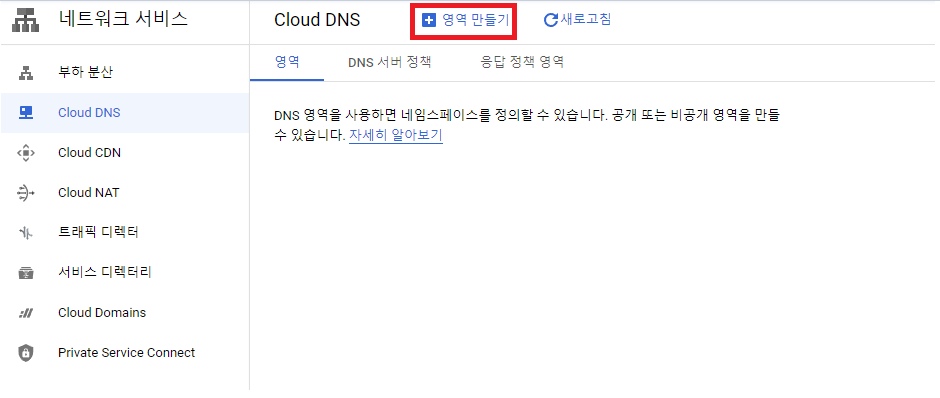 네트워크 서비스
Cloud DNS
영역 만들기
새로고침
부하 분산
Cloud DNS
Cloud CDN
Cloud NAT
트래픽 디렉터
서비스 디렉터리
Cloud Domains
Private Service Connect
영역
DNS 서버 정책
응답 정책 영역
DNS 영역을 사용하면 네임스페이스를 정의할 수 있습니다. 공개 또는 비공개 영역을 만들
수 있습니다. 자세히 알아보기